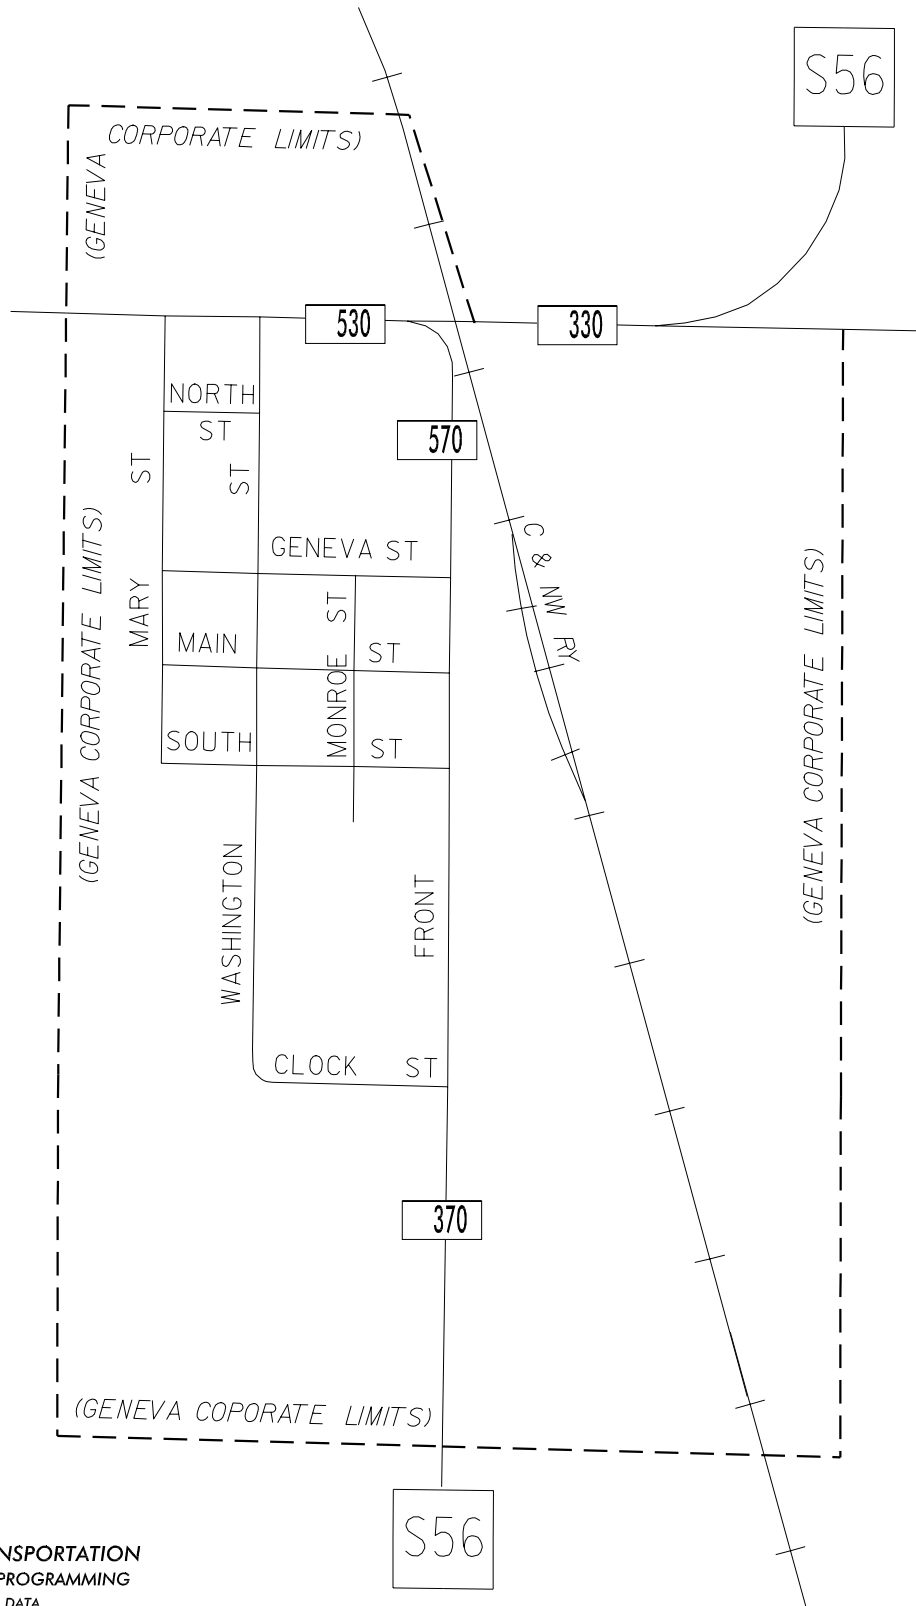 S56
CORPORATE LIMITS)
(GENEVA
530
330
NORTH
ST
570
ST
ST
GENEVA ST
C & NW RY
(GENEVA CORPORATE LIMITS)
MARY
ST
MAIN
ST
MONROE
(GENEVA CORPORATE LIMITS)
SOUTH
ST
WASHINGTON
FRONT
CLOCK ST
370
(GENEVA COPORATE LIMITS)
S56
NSPORTATION
PROGRAMMING
DATA